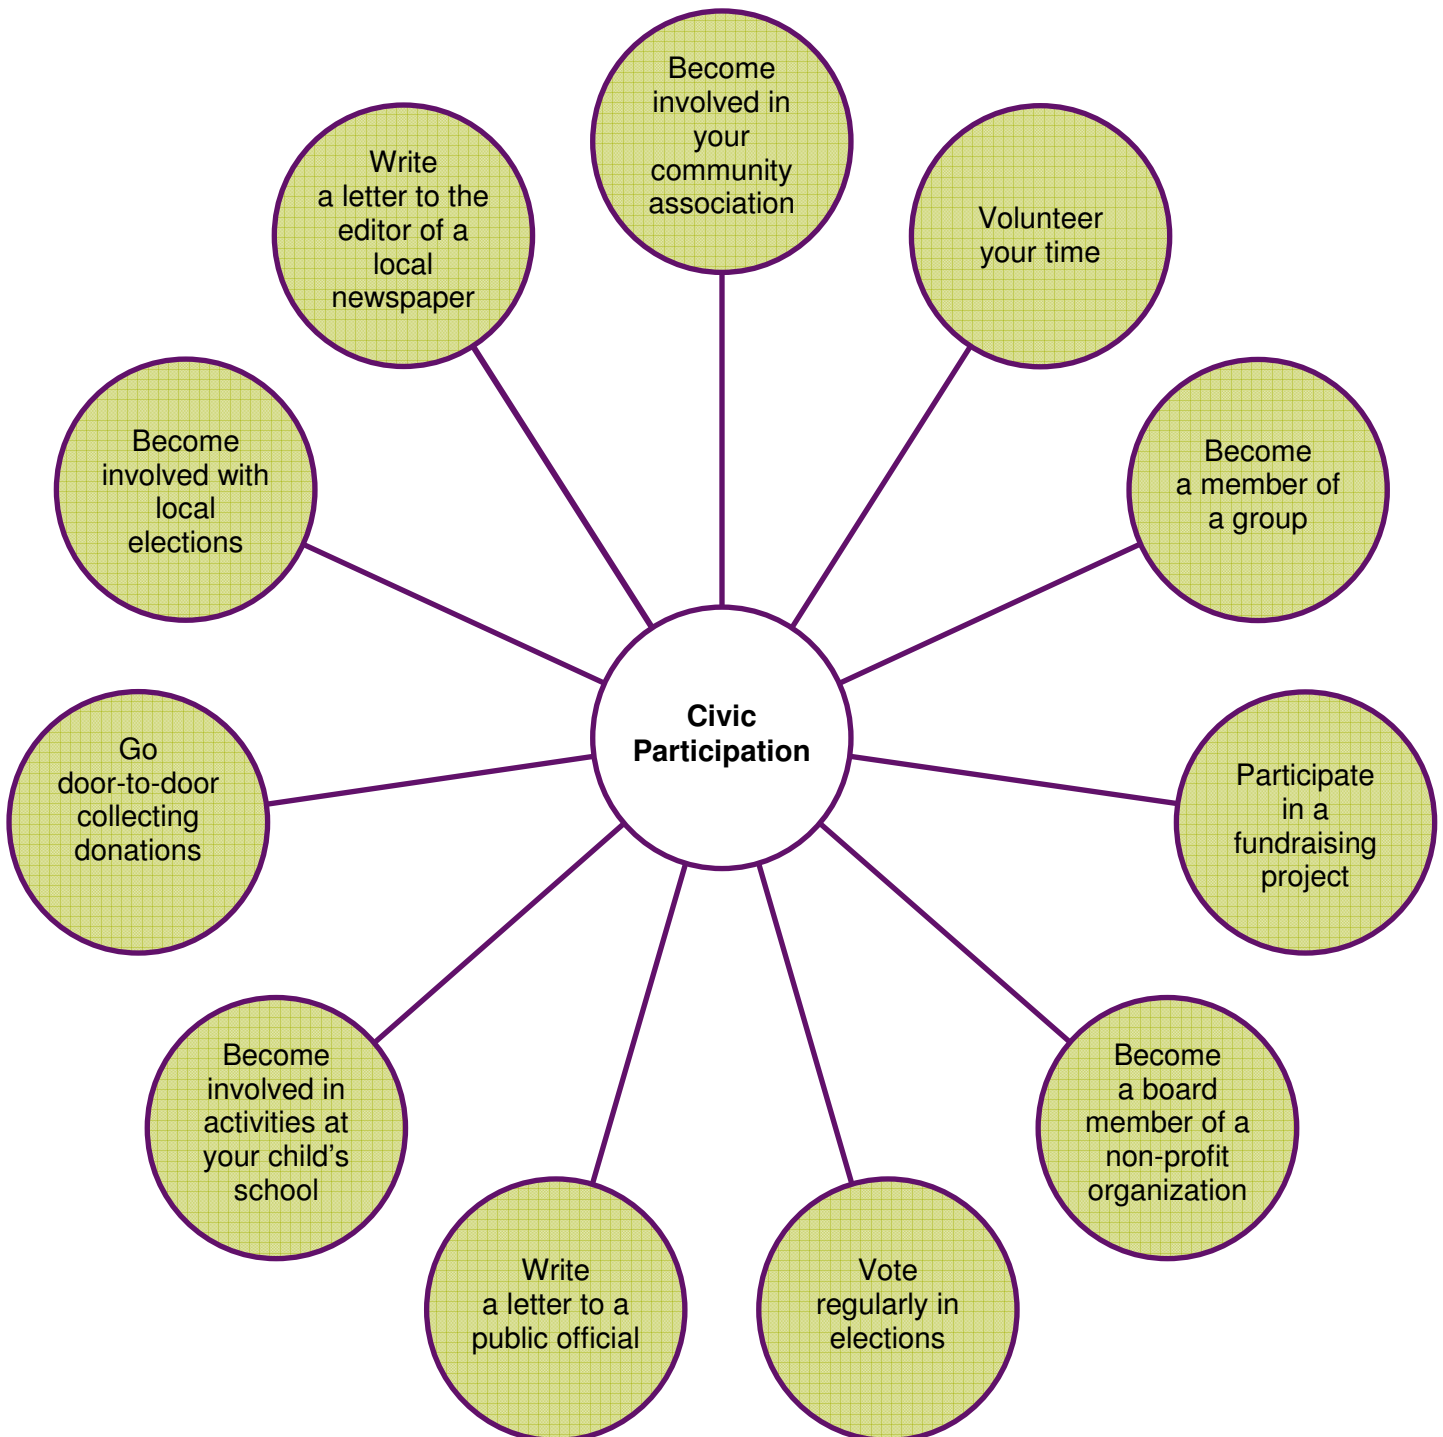 Become
involved in
your
community
association
Volunteer
your time
Become
a member of
a group
Participate
in a
fundraising
project
Become
a board
member of a
non-profit
organization
Vote
regularly in
elections
Write
a letter to a
public official
Become
involved in
activities at
your child's
school
Go
door-to-door
collecting
donations
Become
involved with
local
elections
Write
a letter to the
editor of a
local
newspaper
Civic
Participation